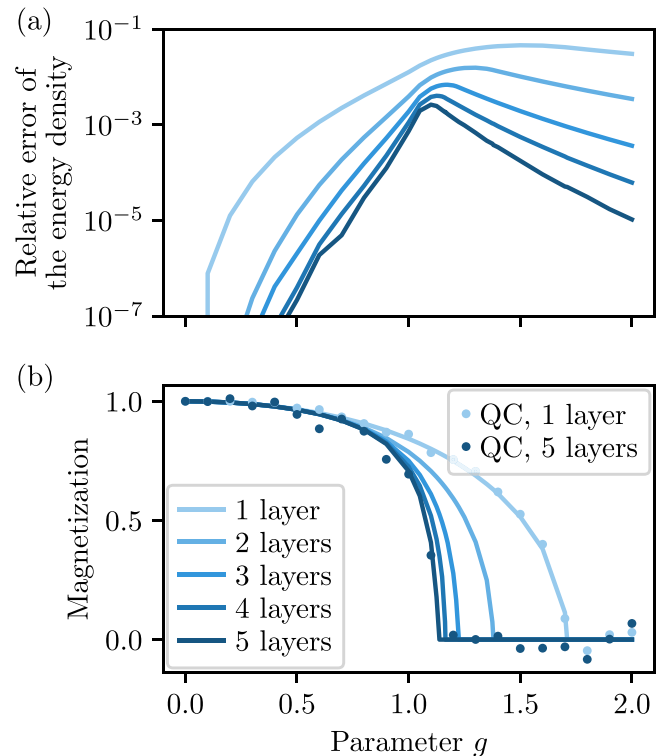 (a)
Relative error of
the energy density
10⁻¹
10⁻³
10⁻⁵
10⁻⁷
(b)
Magnetization
1.0
0.5
0.0
QC, 1 layer
QC, 5 layers
1 layer
2 layers
3 layers
4 layers
5 layers
0.0 0.5 1.0 1.5 2.0
Parameter g